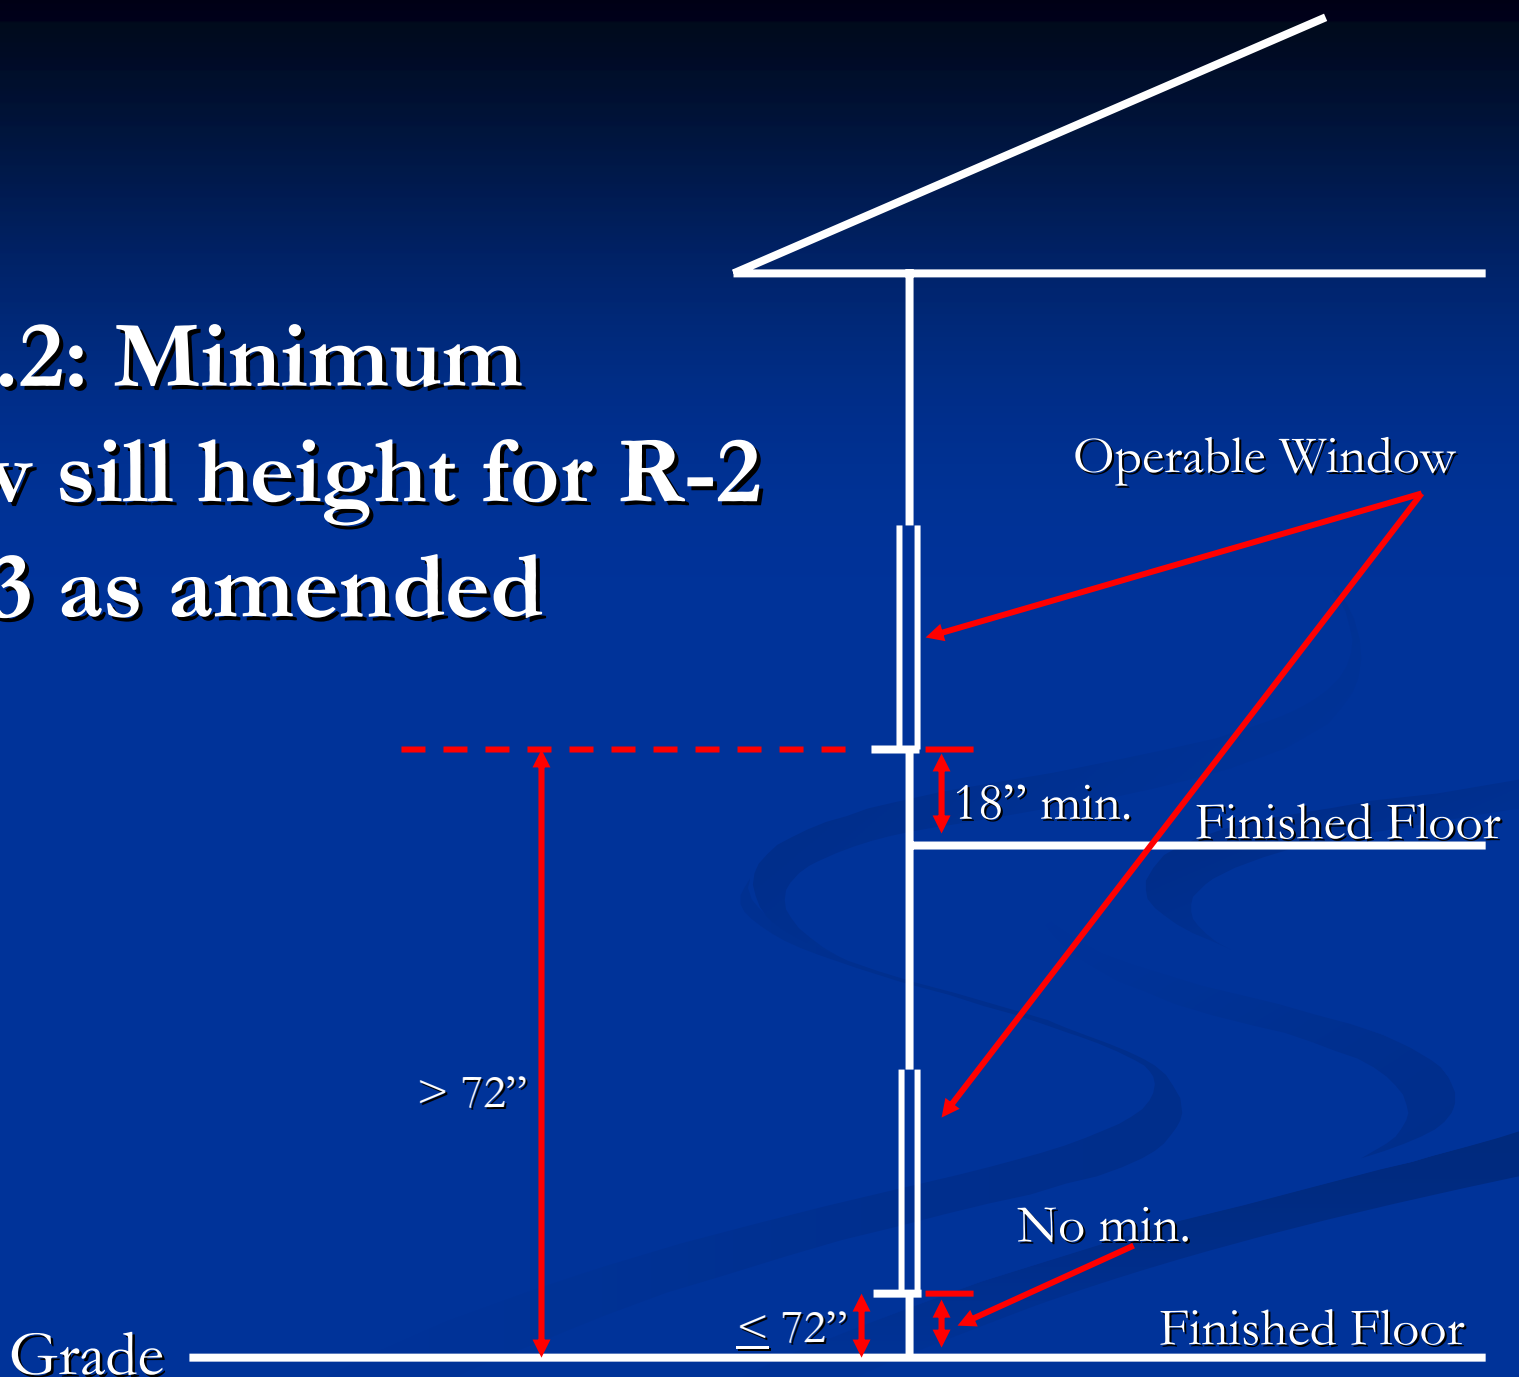 .2: Minimum
sill height for R-2
3 as amended
Operable Window
18” min.
Finished Floor
> 72”
No min.
≤ 72”
Finished Floor
Grade